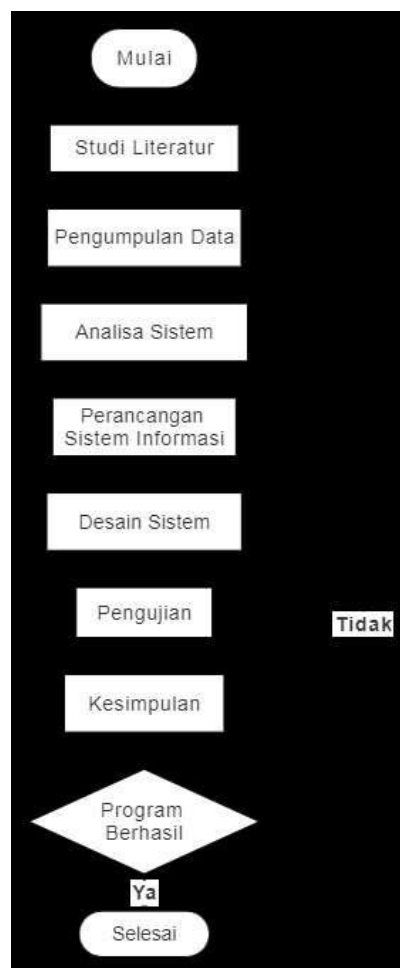 Mulai
Studi Literatur
Pengumpulan Data
Analisa Sistem
Perancangan
Sistem Informasi
Desain Sistem
Pengujian
Tidak
Kesimpulan
Program
Berhasil
Ya
Selesai